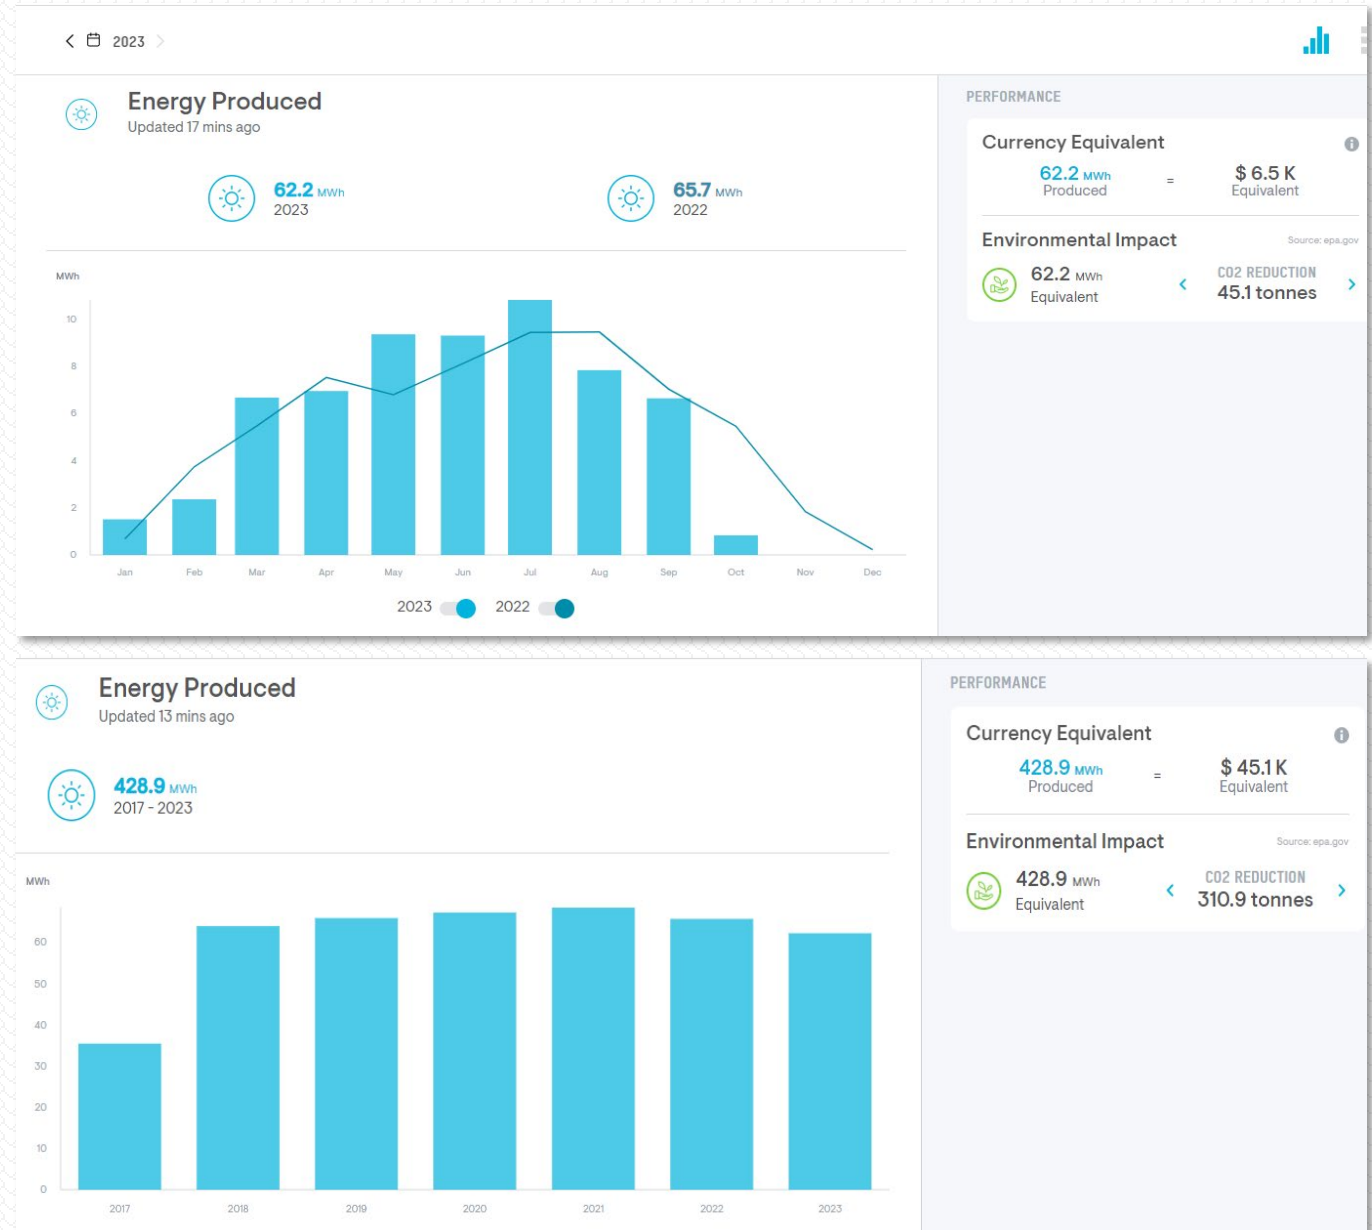 2023
Energy Produced
Updated 17 mins ago
62.2 MWh
2023
65.7 MWh
2022
MWh
10
8
6
4
2
0
Jan Feb Mar Apr May Jun Jul Aug Sep Oct Nov Dec
2023 2022
PERFORMANCE
Currency Equivalent
62.2 MWh = $ 6.5 K
Produced Equivalent
Environmental Impact Source: epa.gov
62.2 MWh
Equivalent
CO2 REDUCTION
45.1 tonnes
Energy Produced
Updated 13 mins ago
428.9 MWh
2017 - 2023
MWh
60
50
40
30
20
10
0
2017 2018 2019 2020 2021 2022 2023
PERFORMANCE
Currency Equivalent
428.9 MWh = $ 45.1 K
Produced Equivalent
Environmental Impact Source: epa.gov
428.9 MWh
Equivalent
CO2 REDUCTION
310.9 tonnes